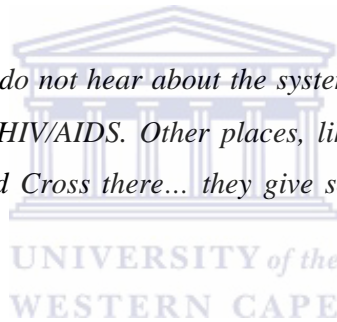 do not hear about the system
HIV/AIDS. Other places, li
d Cross there… they give s
UNIVERSITY of the
WESTERN CAPE